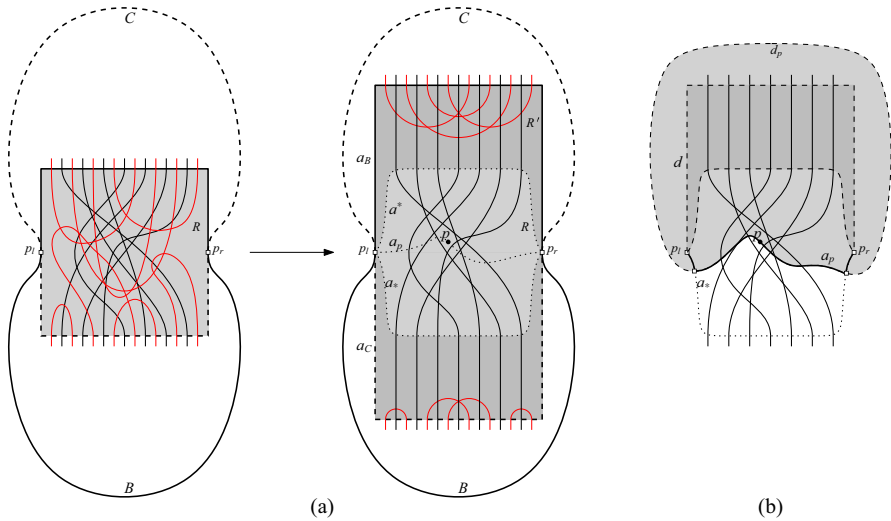 C
C
d_p
R'
a_B
d
a*
R
p
R
p
p_l
p_r
p_l
a_p
p_r
p_l
a_p
p_r
a_*
a_*
a_C
B
B
(a)
(b)